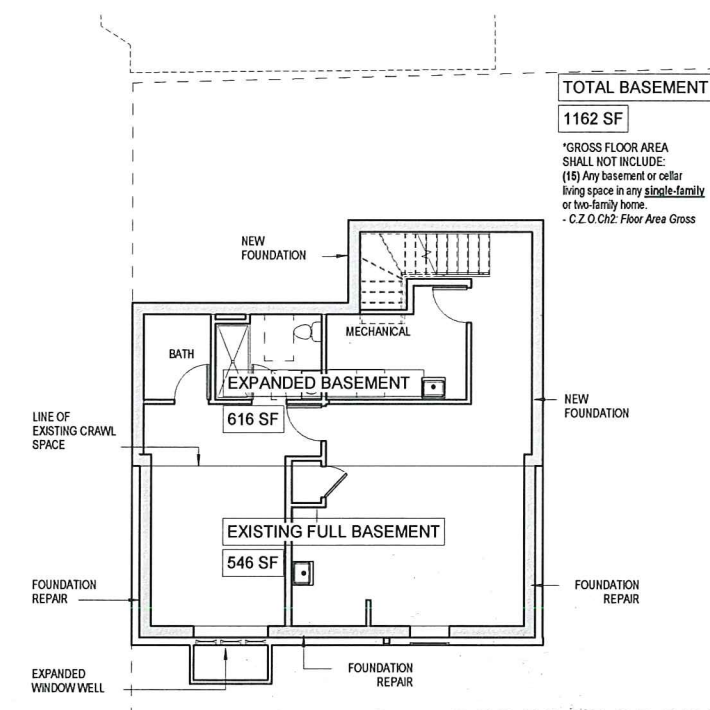 TOTAL BASEMENT
1162 SF
*GROSS FLOOR AREA
SHALL NOT INCLUDE:
(15) Any basement or cellar
living space in any single-family
or two-family home.
- C.Z.O.Ch2: Floor Area Gross
NEW
FOUNDATION
MECHANICAL
BATH
EXPANDED BASEMENT
616 SF
NEW
FOUNDATION
LINE OF
EXISTING CRAWL
SPACE
EXISTING FULL BASEMENT
546 SF
FOUNDATION
REPAIR
FOUNDATION
REPAIR
EXPANDED
WINDOW WELL
FOUNDATION
REPAIR